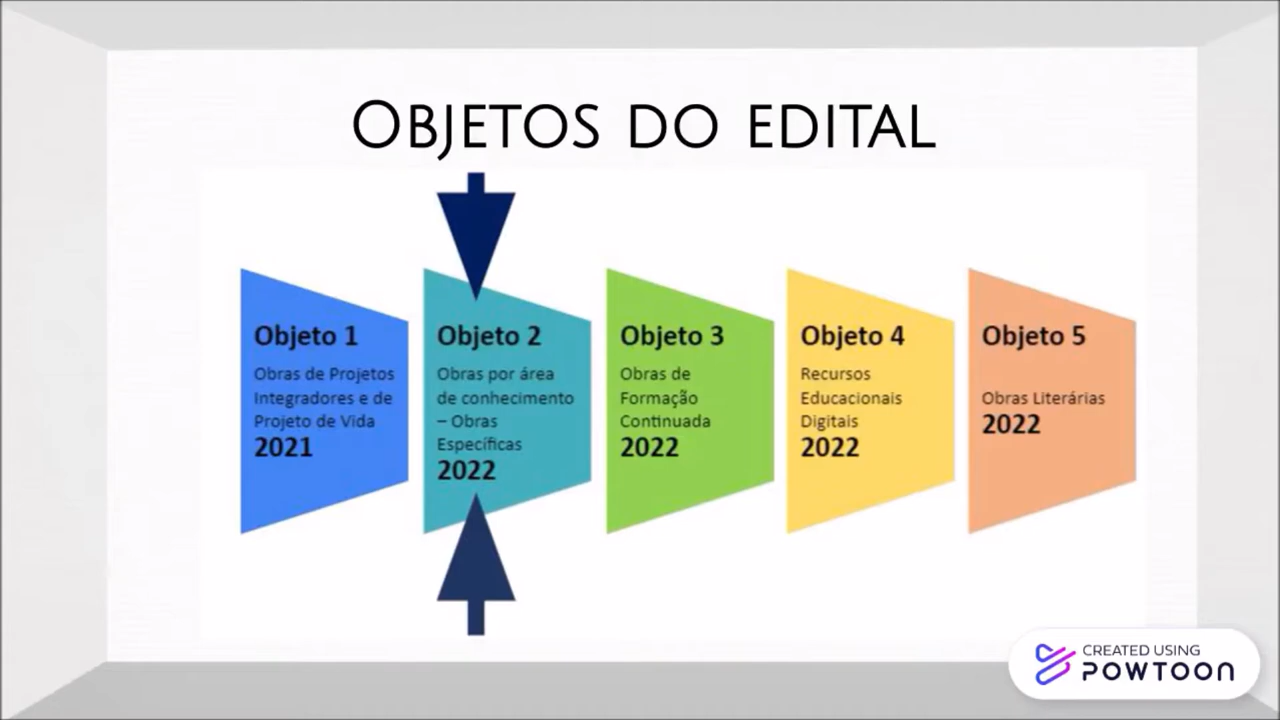 OBJETOS DO EDITAL
Objeto 1
Obras de Projetos
Integradores e de
Projeto de Vida
2021
Objeto 2
Obras por área
de conhecimento
– Obras
Específicas
2022
Objeto 3
Obras de
Formação
Continuada
2022
Objeto 4
Recursos
Educacionais
Digitais
2022
Objeto 5
Obras Literárias
2022
CREATED USING
POWTOON